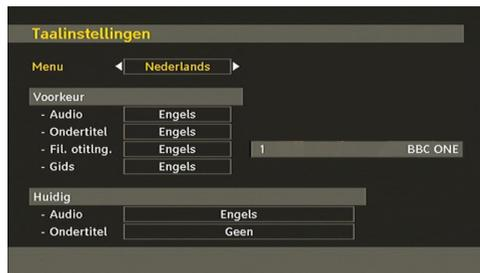 Taalinstellingen
Menu Nederlands
Voorkeur
- Audio Engels
- Ondertitel Engels
- Fil. otitlng. Engels 1 BBC ONE
- Gids Engels
Huidig
- Audio Engels
- Ondertitel Geen